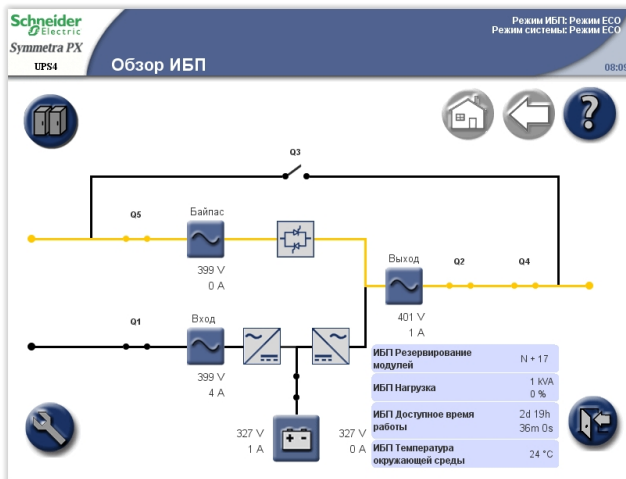 Schneider
Electric
Symmetra PX
UPS4
Обзор ИБП
Режим ИБП: Режим ECO
Режим системы: Режим ECO
08:09
Q3
Q5
Байпас
399 V
0 A
Выход
Q2
Q4
401 V
1 A
Q1
Вход
399 V
4 A
327 V
1 A
327 V
0 A
ИБП Резервирование
модулей
N + 17
ИБП Нагрузка
1 kVA
0 %
ИБП Доступное время
работы
2d 19h
36m 0s
ИБП Температура
окружающей среды
24 °C